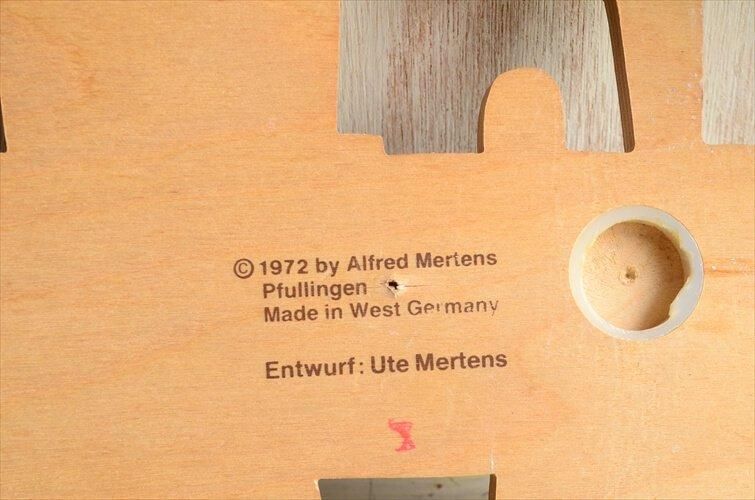 © 1972 by Alfred Mertens
Pfullingen
Made in West Germany
Entwurf: Ute Mertens